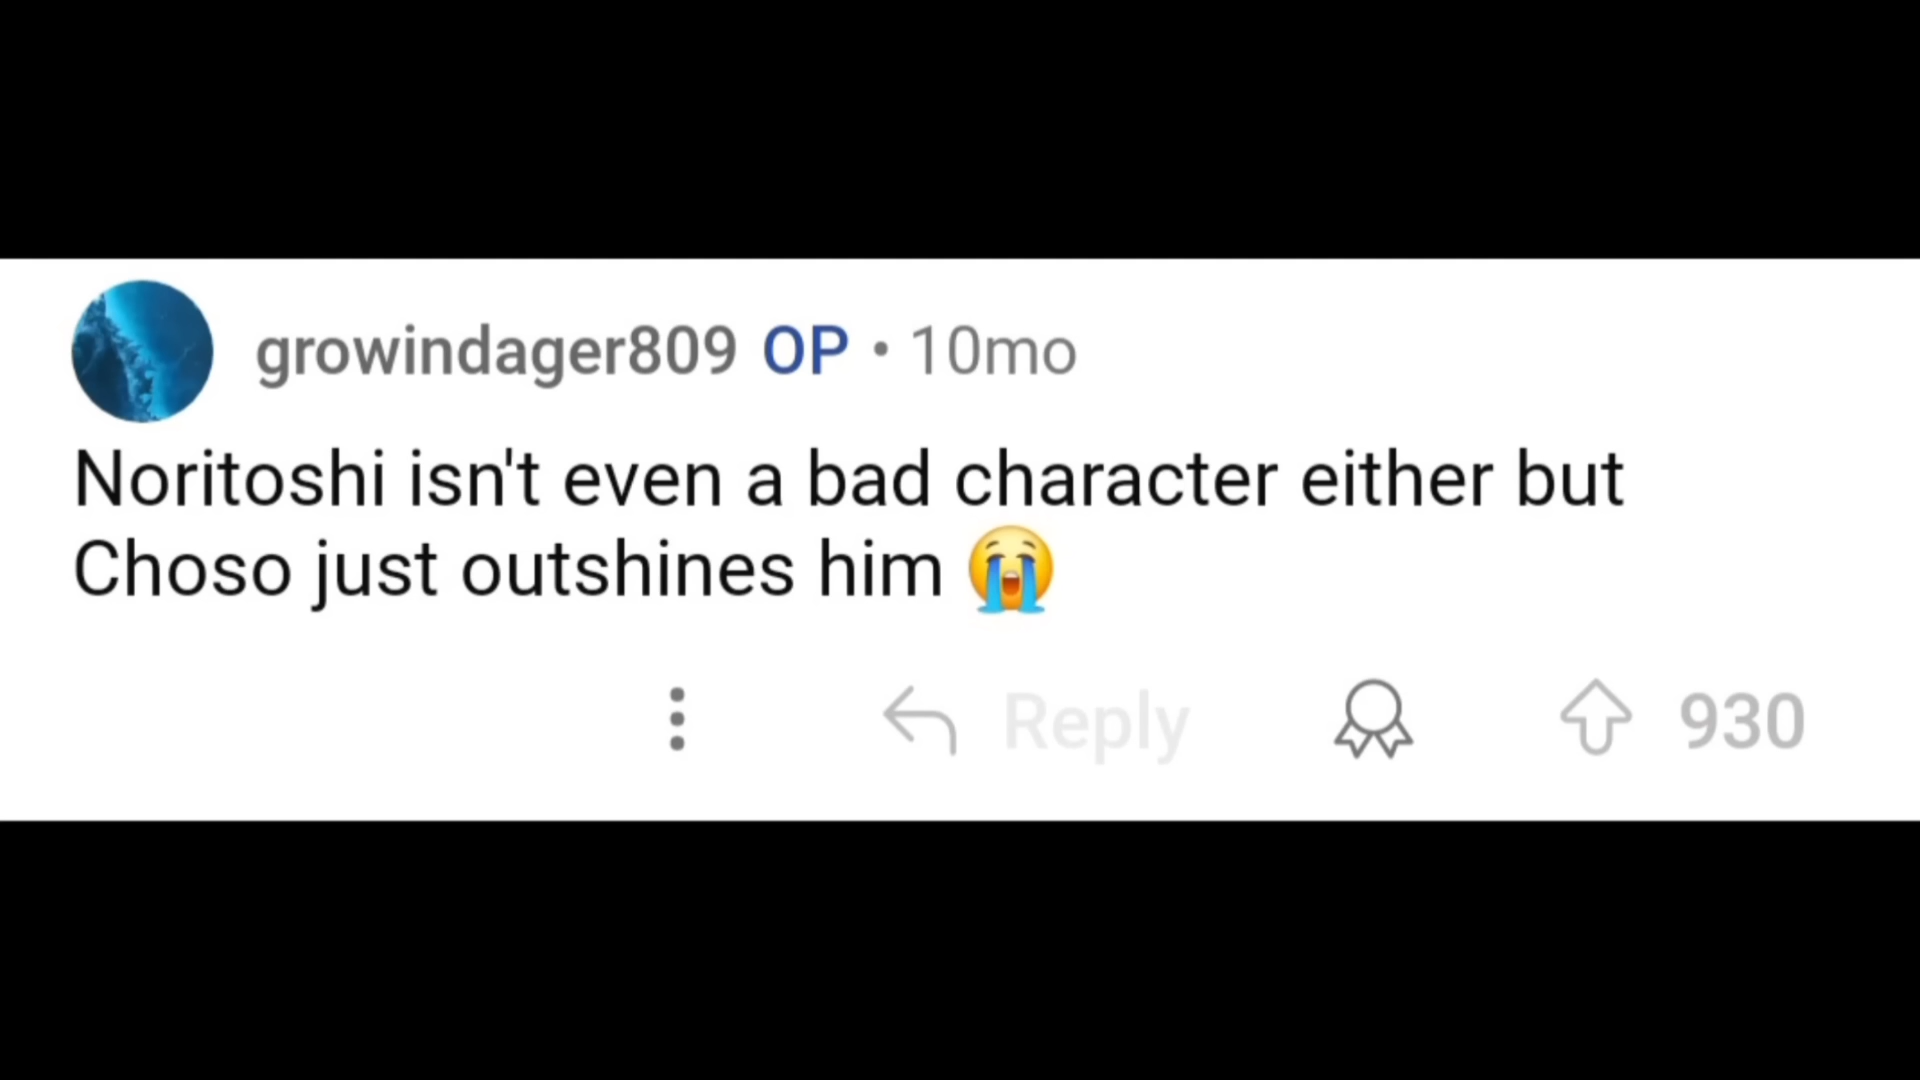 growindager809 OP • 10mo
Noritoshi isn't even a bad character either but
Choso just outshines him 😭
Reply 930